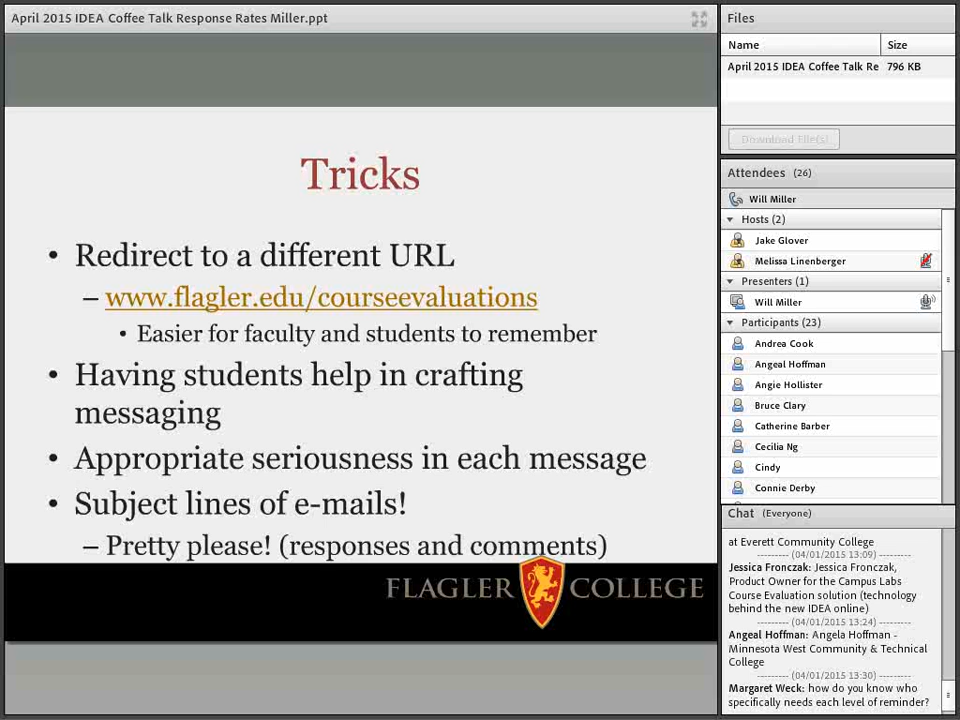 April 2015 IDEA Coffee Talk Response Rates Miller.ppt
Tricks
• Redirect to a different URL
– www.flagler.edu/courseevaluations
• Easier for faculty and students to remember
• Having students help in crafting
messaging
• Appropriate seriousness in each message
• Subject lines of e-mails!
– Pretty please! (responses and comments)
FLAGLER COLLEGE
Files
Name Size
April 2015 IDEA Coffee Talk Re 796 KB
Download File(s)
Attendees (26)
Will Miller
Hosts (2)
Jake Glover
Melissa Linenberger
Presenters (1)
Will Miller
Participants (23)
Andrea Cook
Angeal Hoffman
Angie Hollister
Bruce Clary
Catherine Barber
Cecilia Ng
Cindy
Connie Derby
Chat (Everyone)
at Everett Community College
--------- (04/01/2015 13:09) ---------
Jessica Fronczak: Jessica Fronczak,
Product Owner for the Campus Labs
Course Evaluation solution (technology
behind the new IDEA online)
--------- (04/01/2015 13:24) ---------
Angeal Hoffman: Angela Hoffman -
Minnesota West Community & Technical
College
--------- (04/01/2015 13:30) ---------
Margaret Weck: how do you know who
specifically needs each level of reminder?